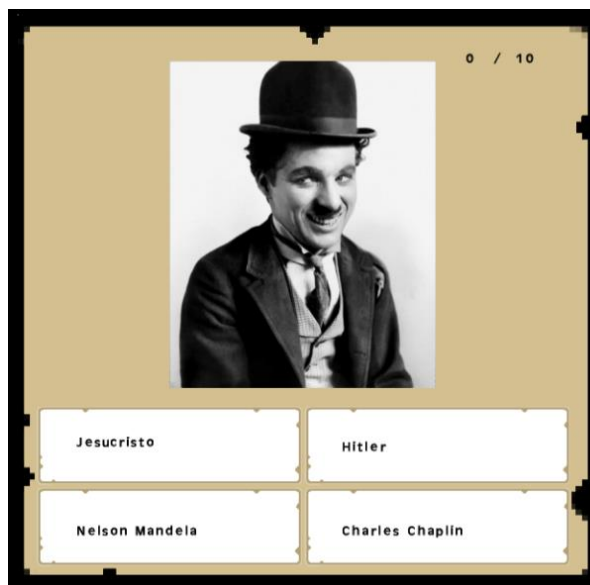 0 / 10
Jesucristo
Hitler
Nelson Mandela
Charles Chaplin